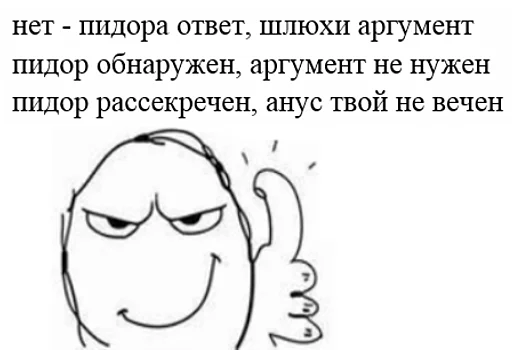 нет - пидора ответ, шлюхи аргумент
пидор обнаружен, аргумент не нужен
пидор рассекречен, анус твой не вечен